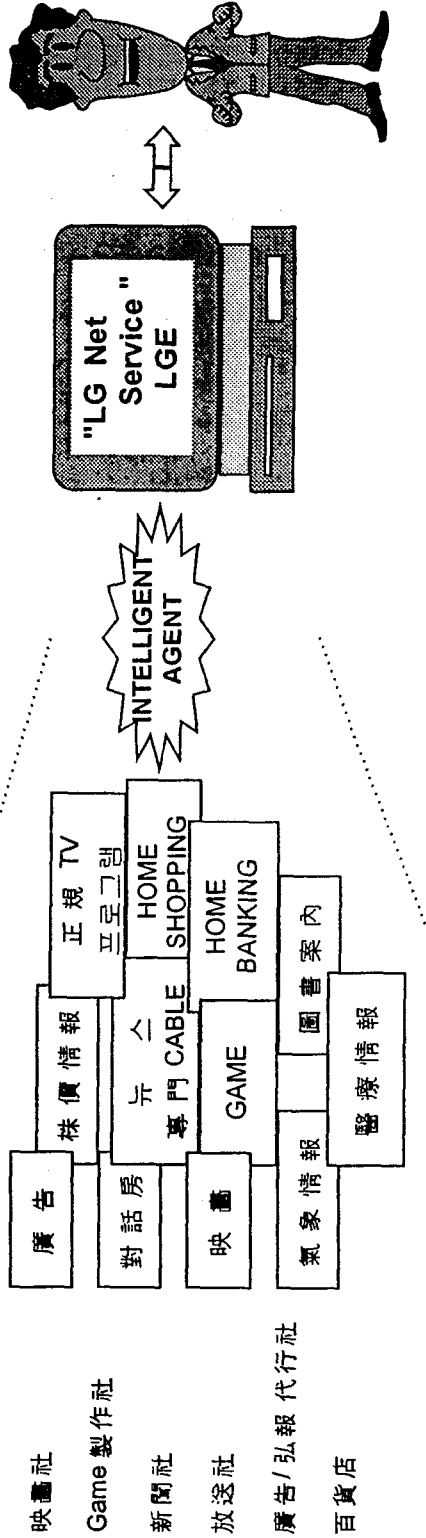 映畵社
Game 製作社
新聞社
放送社
廣告/弘報 代行社
百貨店
廣告
株價情報
正規 TV
프로그램
對話房
뉴스
專門 CABLE
HOME
SHOPPING
映畵
GAME
HOME
BANKING
氣象情報
圖書案內
醫療情報
INTELLIGENT
AGENT
"LG Net
Service"
LGE